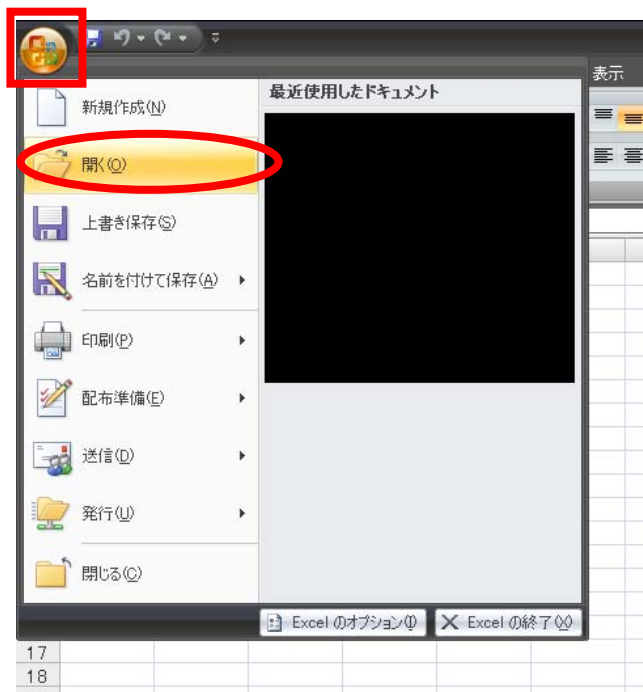 表示
最近使用したドキュメント
新規作成(N)
開く(O)
上書き保存(S)
名前を付けて保存(A)
印刷(P)
配布準備(E)
送信(D)
発行(U)
閉じる(C)
Excel のオプション(I) Excel の終了(X)
17
18